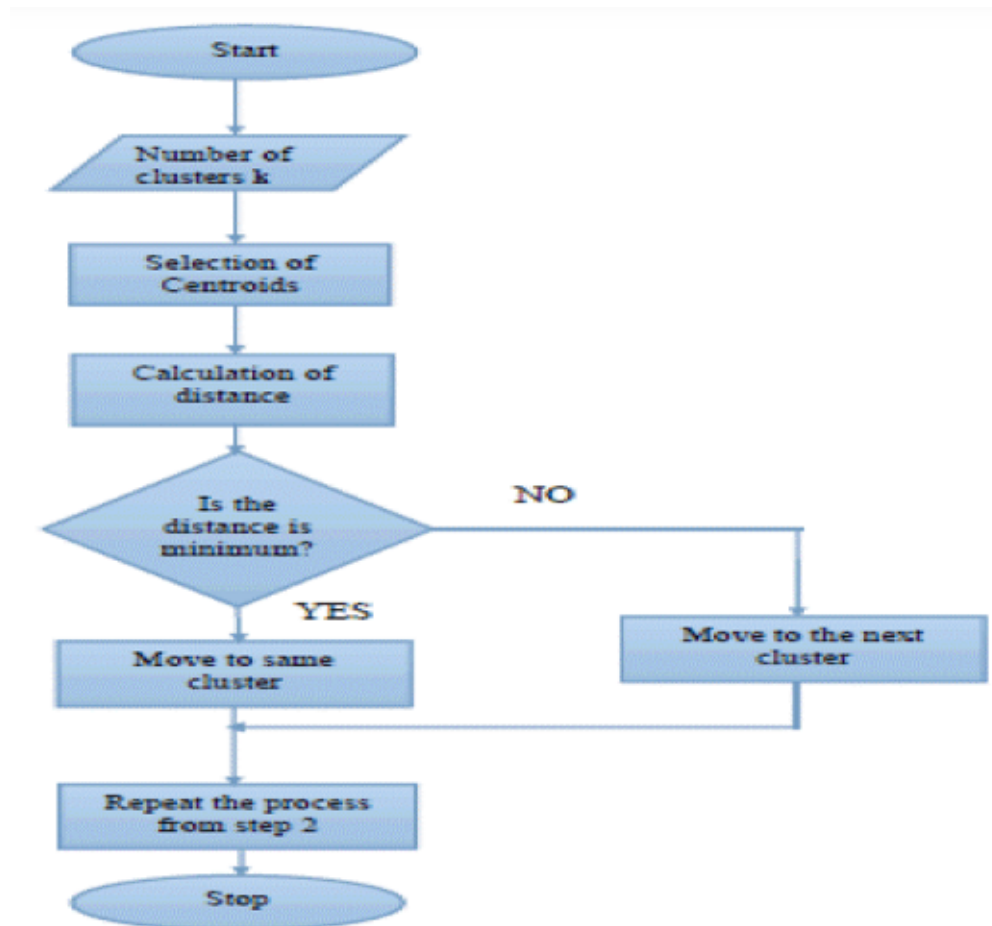 Start
Number of
clusters k
Selection of
Centroids
Calculation of
distance
Is the
distance is
minimum?
NO
YES
Move to same
cluster
Move to the next
cluster
Repeat the process
from step 2
Stop